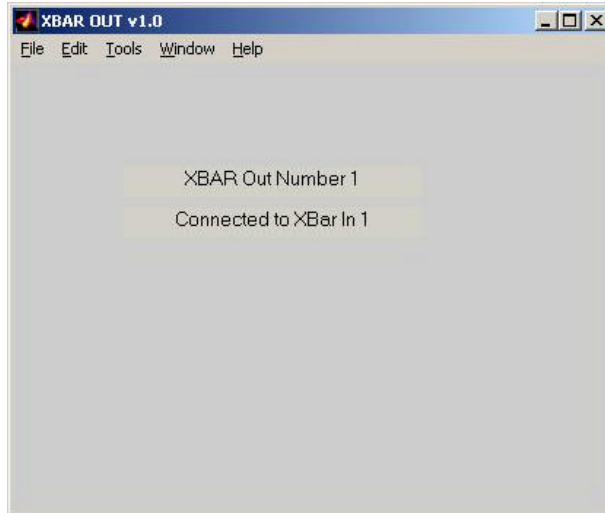 XBAR OUT v1.0
File Edit Tools Window Help
XBAR Out Number 1
Connected to XBar In 1